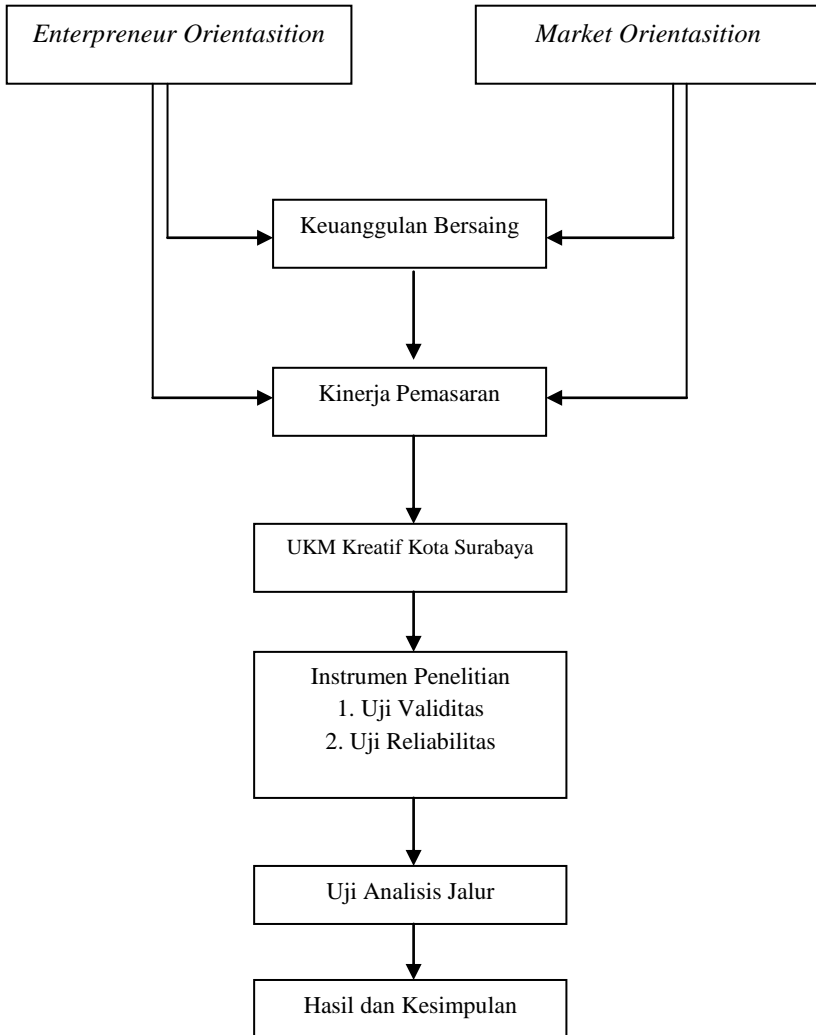 Enterpreneur Orientasition
Market Orientasition
Keuanggulan Bersaing
Kinerja Pemasaran
UKM Kreatif Kota Surabaya
Instrumen Penelitian
1. Uji Validitas
2. Uji Reliabilitas
Uji Analisis Jalur
Hasil dan Kesimpulan